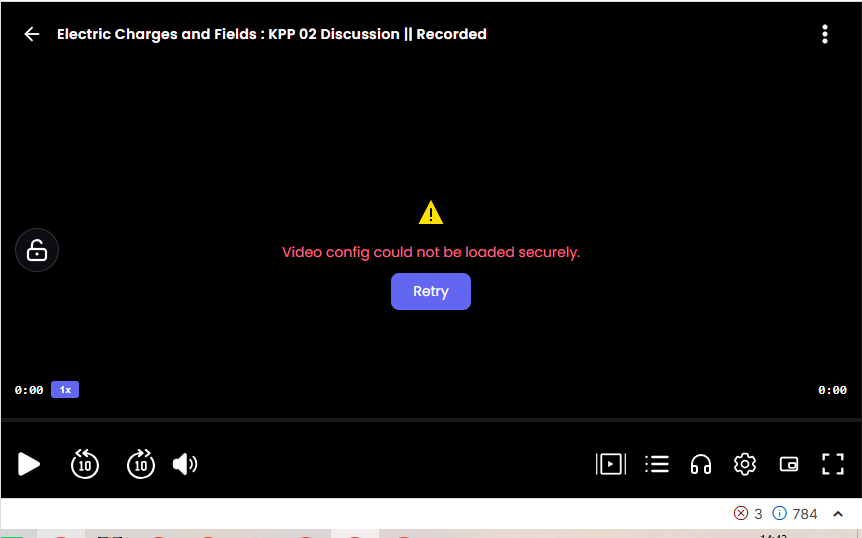 Electric Charges and Fields : KPP 02 Discussion || Recorded
Video config could not be loaded securely.
Retry
0:00 1x 0:00
10 10
3 784